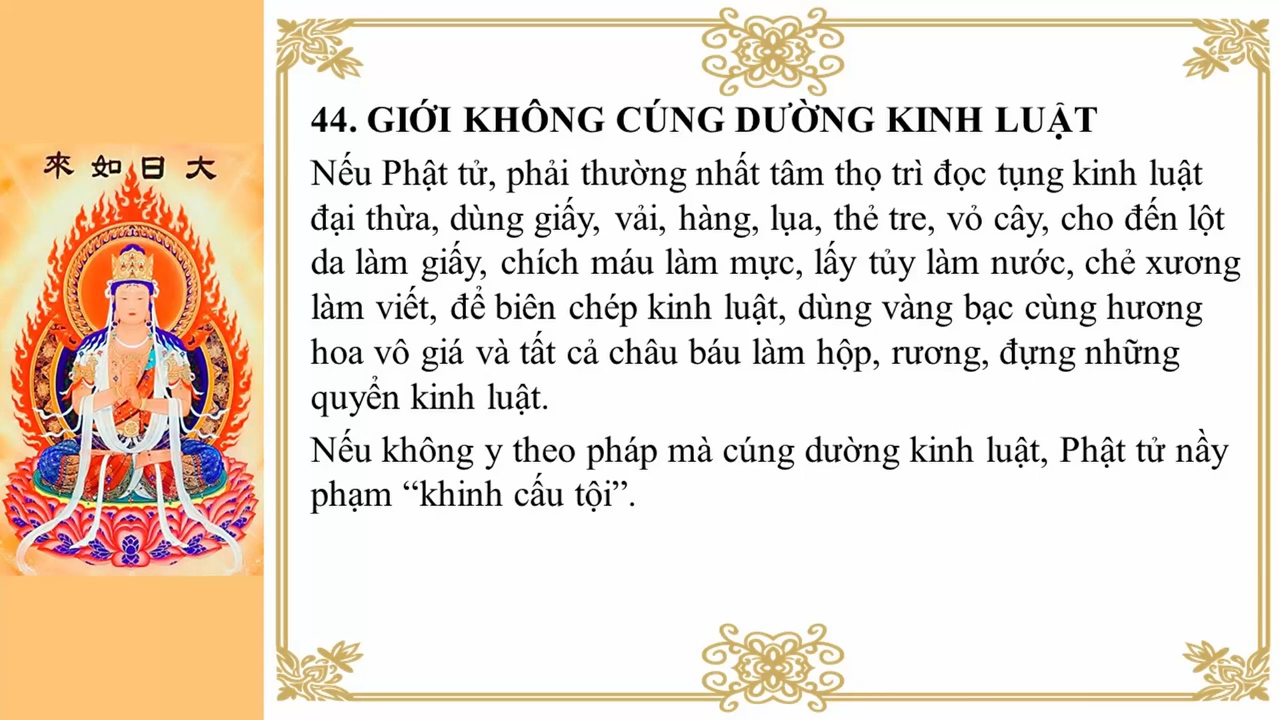 來 如 日 大
44. GIỚI KHÔNG CÚNG DƯỜNG KINH LUẬT
Nếu Phật tử, phải thường nhất tâm thọ trì đọc tụng kinh luật
đại thừa, dùng giấy, vải, hàng, lụa, thẻ tre, vỏ cây, cho đến lột
da làm giấy, chích máu làm mực, lấy tủy làm nước, chẻ xương
làm viết, để biên chép kinh luật, dùng vàng bạc cùng hương
hoa vô giá và tất cả châu báu làm hộp, rương, đựng những
quyển kinh luật.
Nếu không y theo pháp mà cúng dường kinh luật, Phật tử nầy
phạm “khinh cấu tội”.